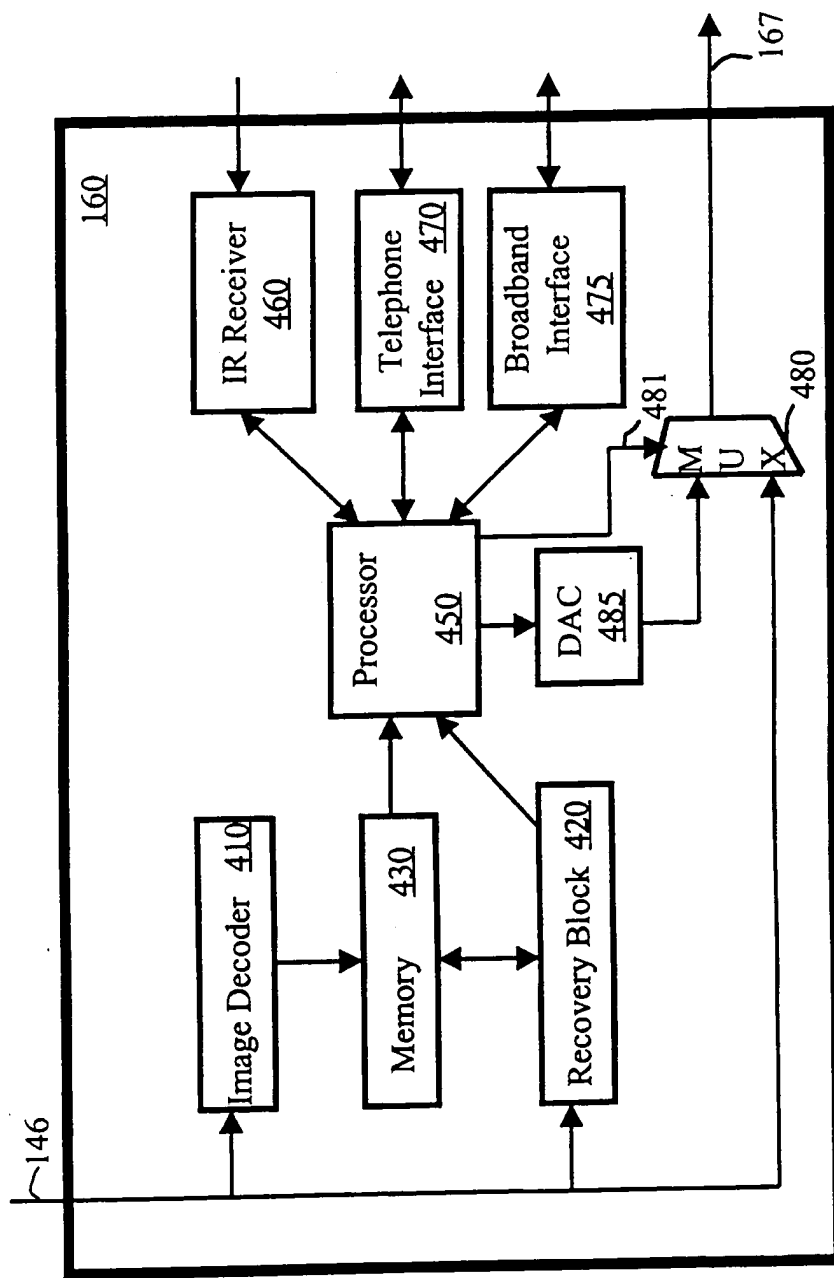 146
160
Image Decoder 410
Memory 430
Recovery Block 420
Processor
450
DAC
485
IR Receiver
460
Telephone
Interface 470
Broadband
Interface
475
481
M
U
X
480
167